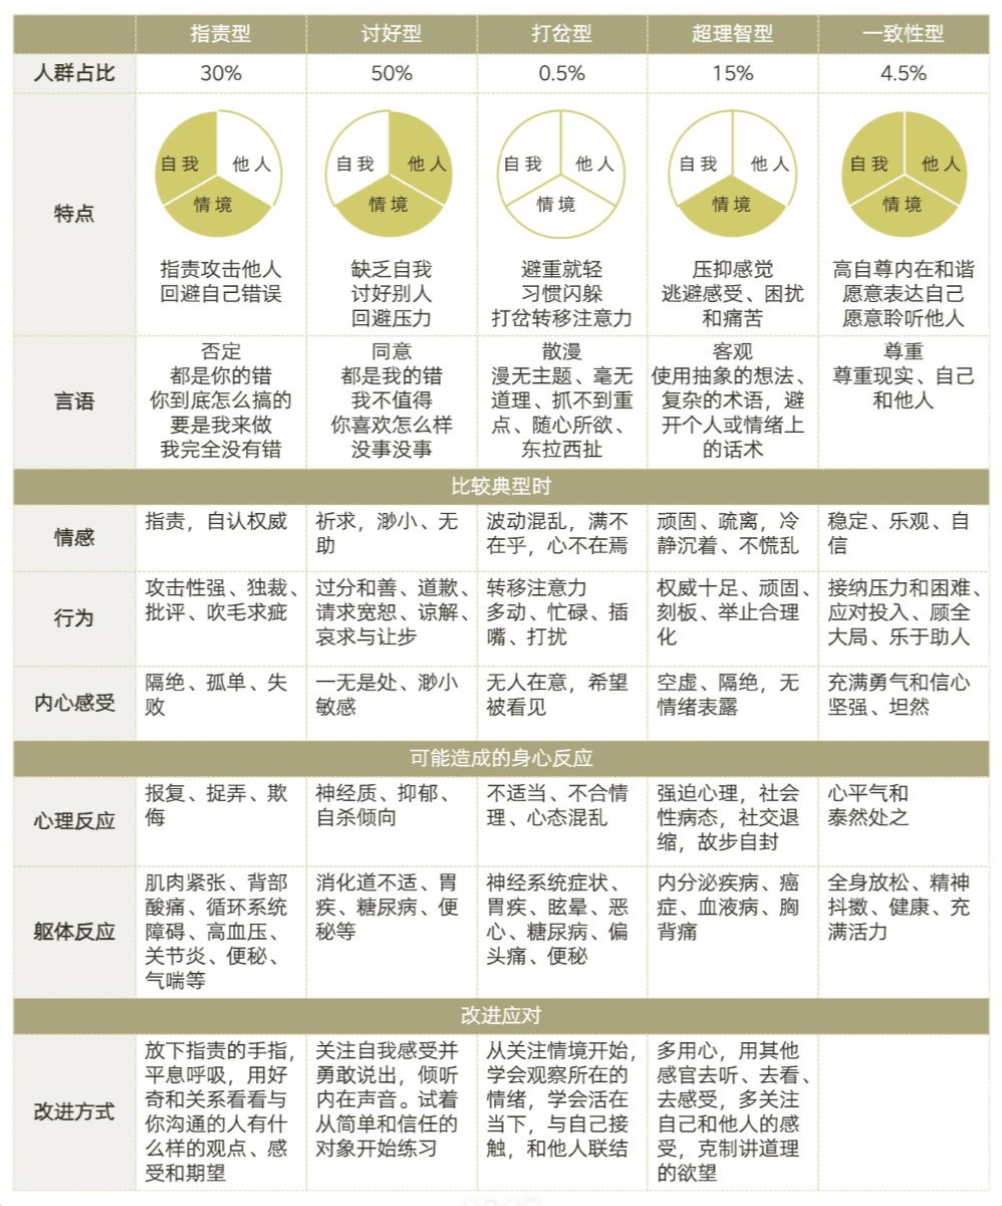 指责型 讨好型 打岔型 超理智型 一致性型
人群占比 30% 50% 0.5% 15% 4.5%
特点
自我 他人 情境
指责攻击他人
回避自己错误
自我 他人 情境
缺乏自我
讨好别人
回避压力
自我 他人 情境
避重就轻
习惯闪躲
打岔转移注意力
自我 他人 情境
压抑感觉
逃避感受、困扰
和痛苦
自我 他人 情境
高自尊内在和谐
愿意表达自己
愿意聆听他人
言语
否定
都是你的错
你到底怎么搞的
要是我来做
我完全没有错
同意
都是我的错
我不值得
你喜欢怎么样
没事没事
散漫
漫无主题、毫无
道理、抓不到重
点、随心所欲、
东拉西扯
客观
使用抽象的想法、
复杂的术语，避
开个人或情绪上
的话术
尊重
尊重现实、自己
和他人
比较典型时
情感
指责，自认权威
祈求，渺小、无
助
波动混乱，满不
在乎，心不在焉
顽固、疏离，冷
静沉着、不慌乱
稳定、乐观、自
信
行为
攻击性强、独裁、
批评、吹毛求疵
过分和善、道歉、
请求宽恕、谅解、
哀求与让步
转移注意力
多动、忙碌、插
嘴、打扰
权威十足、顽固、
刻板、举止合理
化
接纳压力和困难、
应对投入、顾全
大局、乐于助人
内心感受
隔绝、孤单、失
败
一无是处、渺小
敏感
无人在意，希望
被看见
空虚、隔绝，无
情绪表露
充满勇气和信心
坚强、坦然
可能造成的身心反应
心理反应
报复、捉弄、欺
侮
神经质、抑郁、
自杀倾向
不适当、不合情
理、心态混乱
强迫心理，社会
性病态，社交退
缩，故步自封
心平气和
泰然处之
躯体反应
肌肉紧张、背部
酸痛、循环系统
障碍、高血压、
关节炎、便秘、
气喘等
消化道不适、胃
疾、糖尿病、便
秘等
神经系统症状、
胃疾、眩晕、恶
心、糖尿病、偏
头痛、便秘
内分泌疾病、癌
症、血液病、胸
背痛
全身放松、精神
抖擞、健康、充
满活力
改进应对
改进方式
放下指责的手指，
平息呼吸，用好
奇和关系看看与
你沟通的人有什
么样的观点、感
受和期望
关注自我感受并
勇敢说出，倾听
内在声音。试着
从简单和信任的
对象开始练习
从关注情境开始，
学会观察所在的
情绪，学会活在
当下，与自己接
触，和他人联结
多用心，用其他
感官去听、去看、
去感受，多关注
自己和他人的感
受，克制讲道理
的欲望